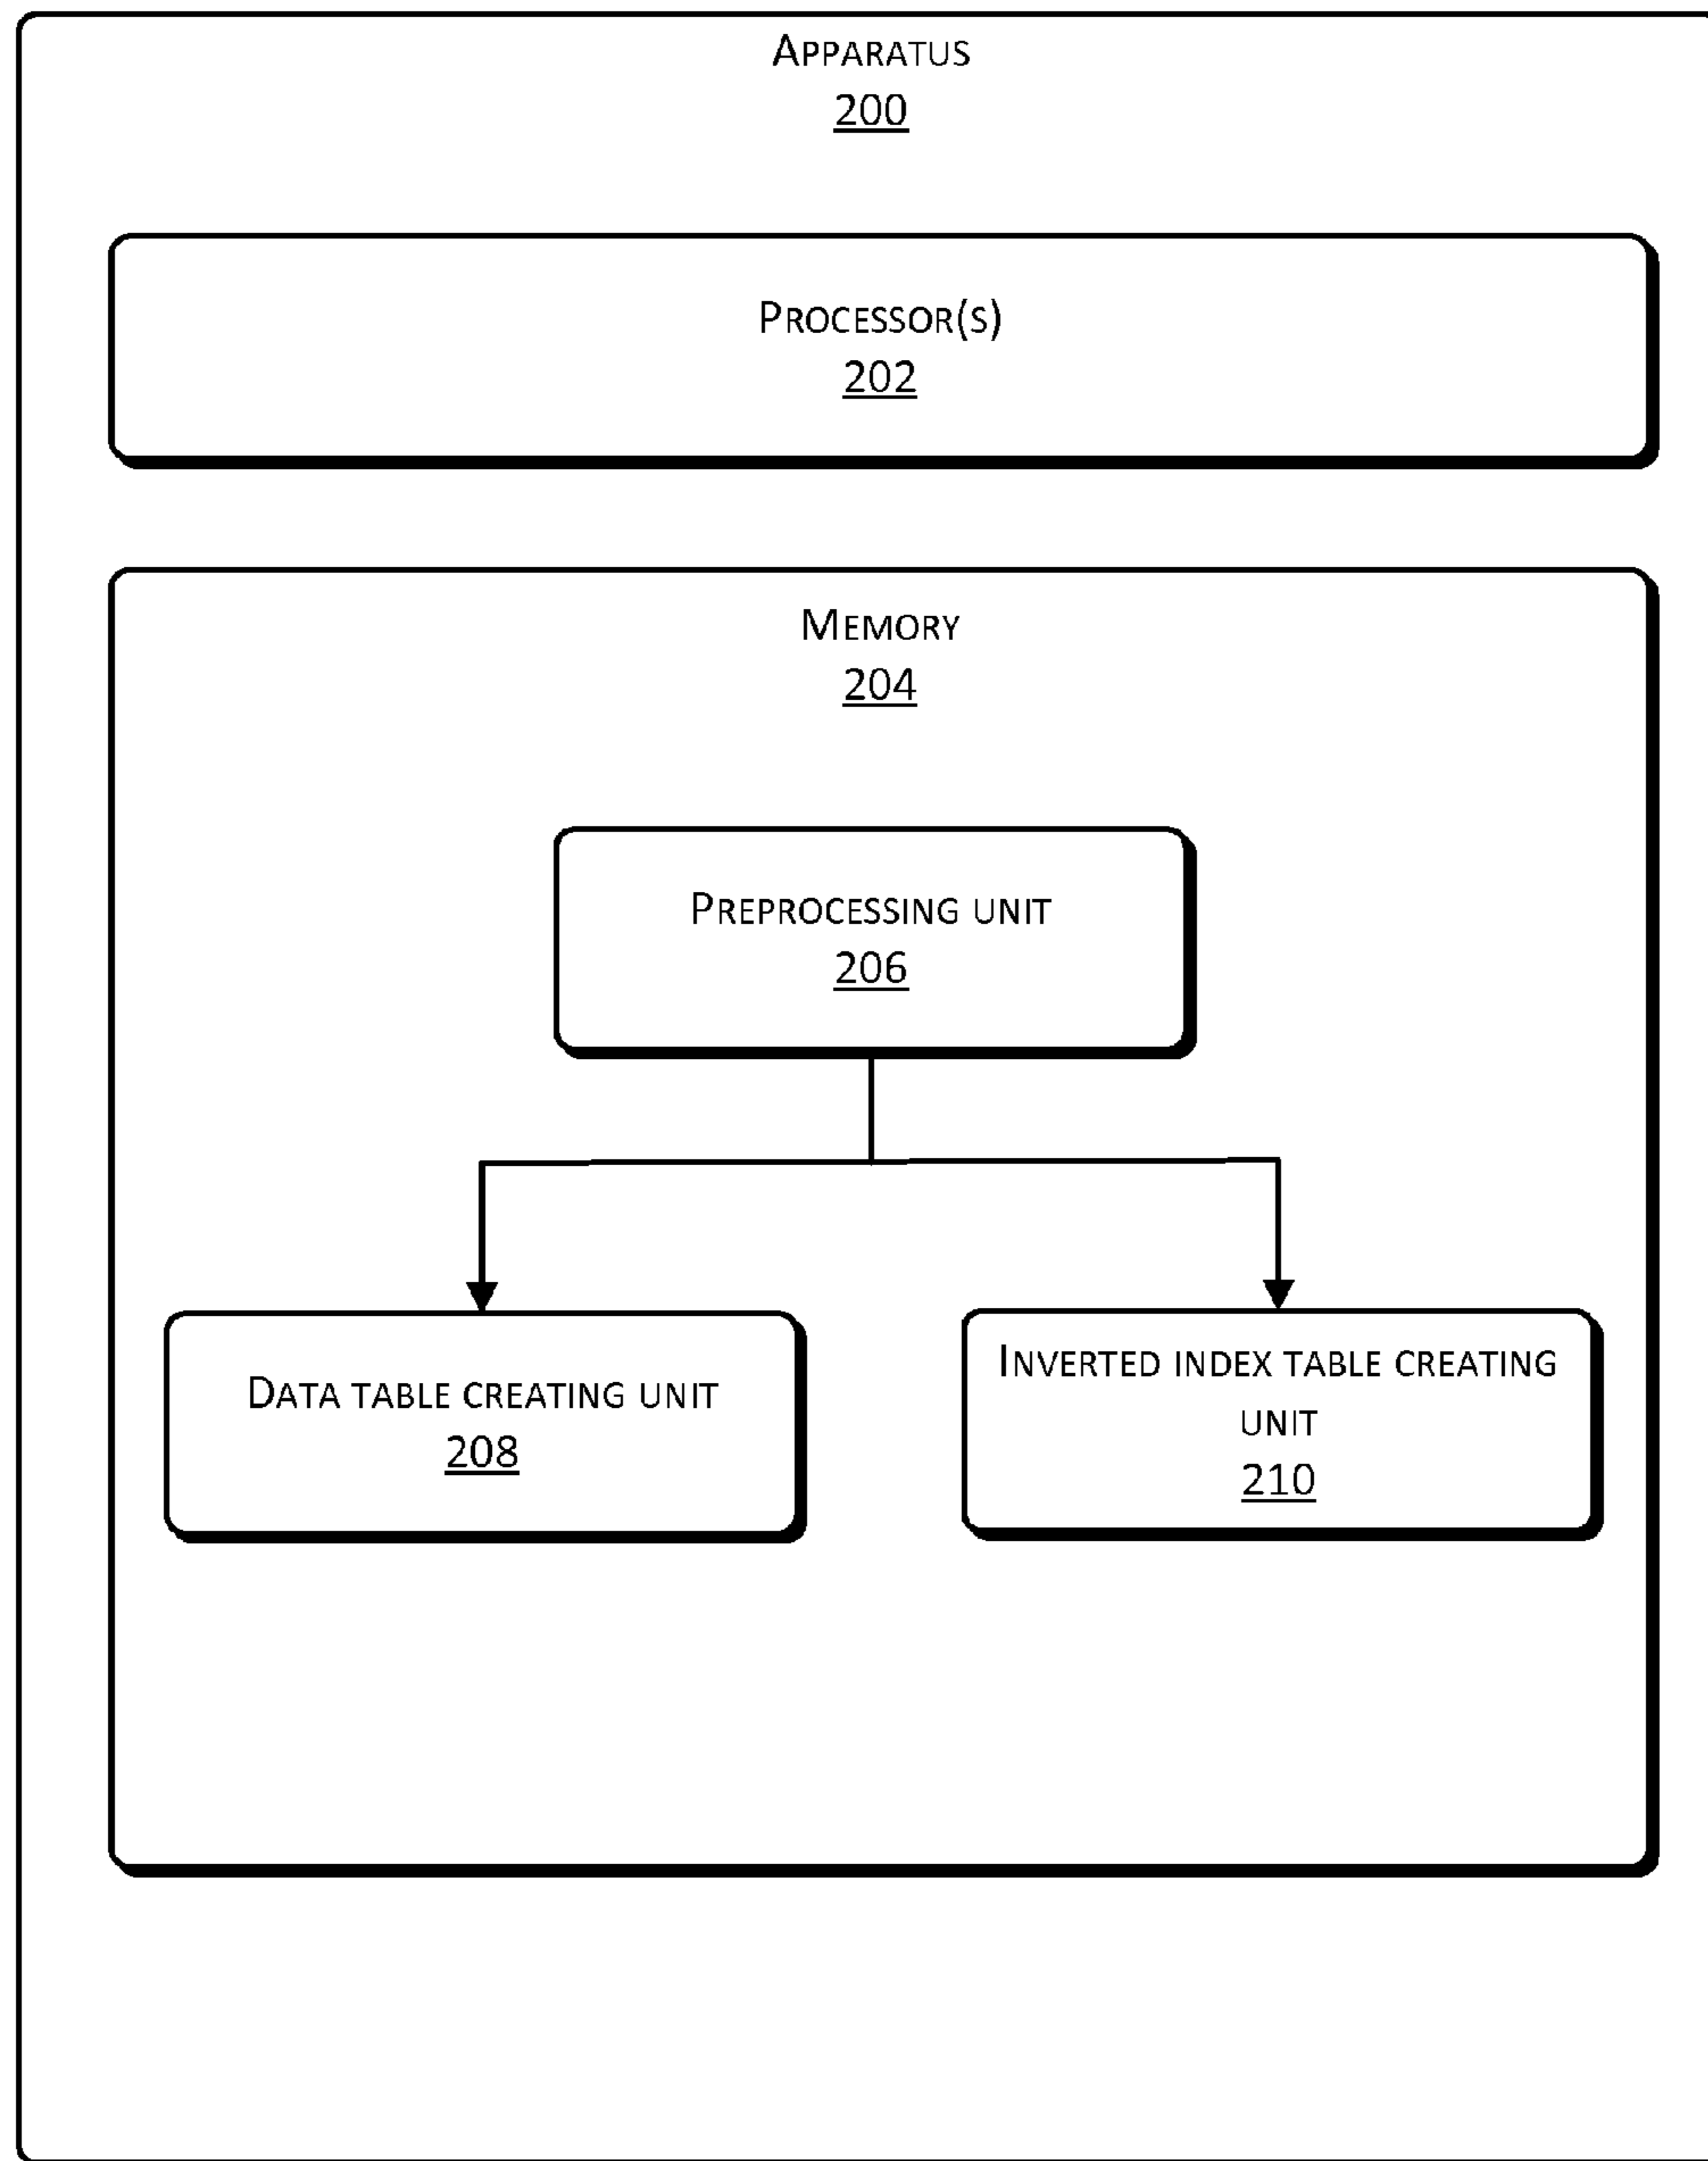 APPARATUS
200
PROCESSOR(S)
202
MEMORY
204
PREPROCESSING UNIT
206
DATA TABLE CREATING UNIT
208
INVERTED INDEX TABLE CREATING
UNIT
210